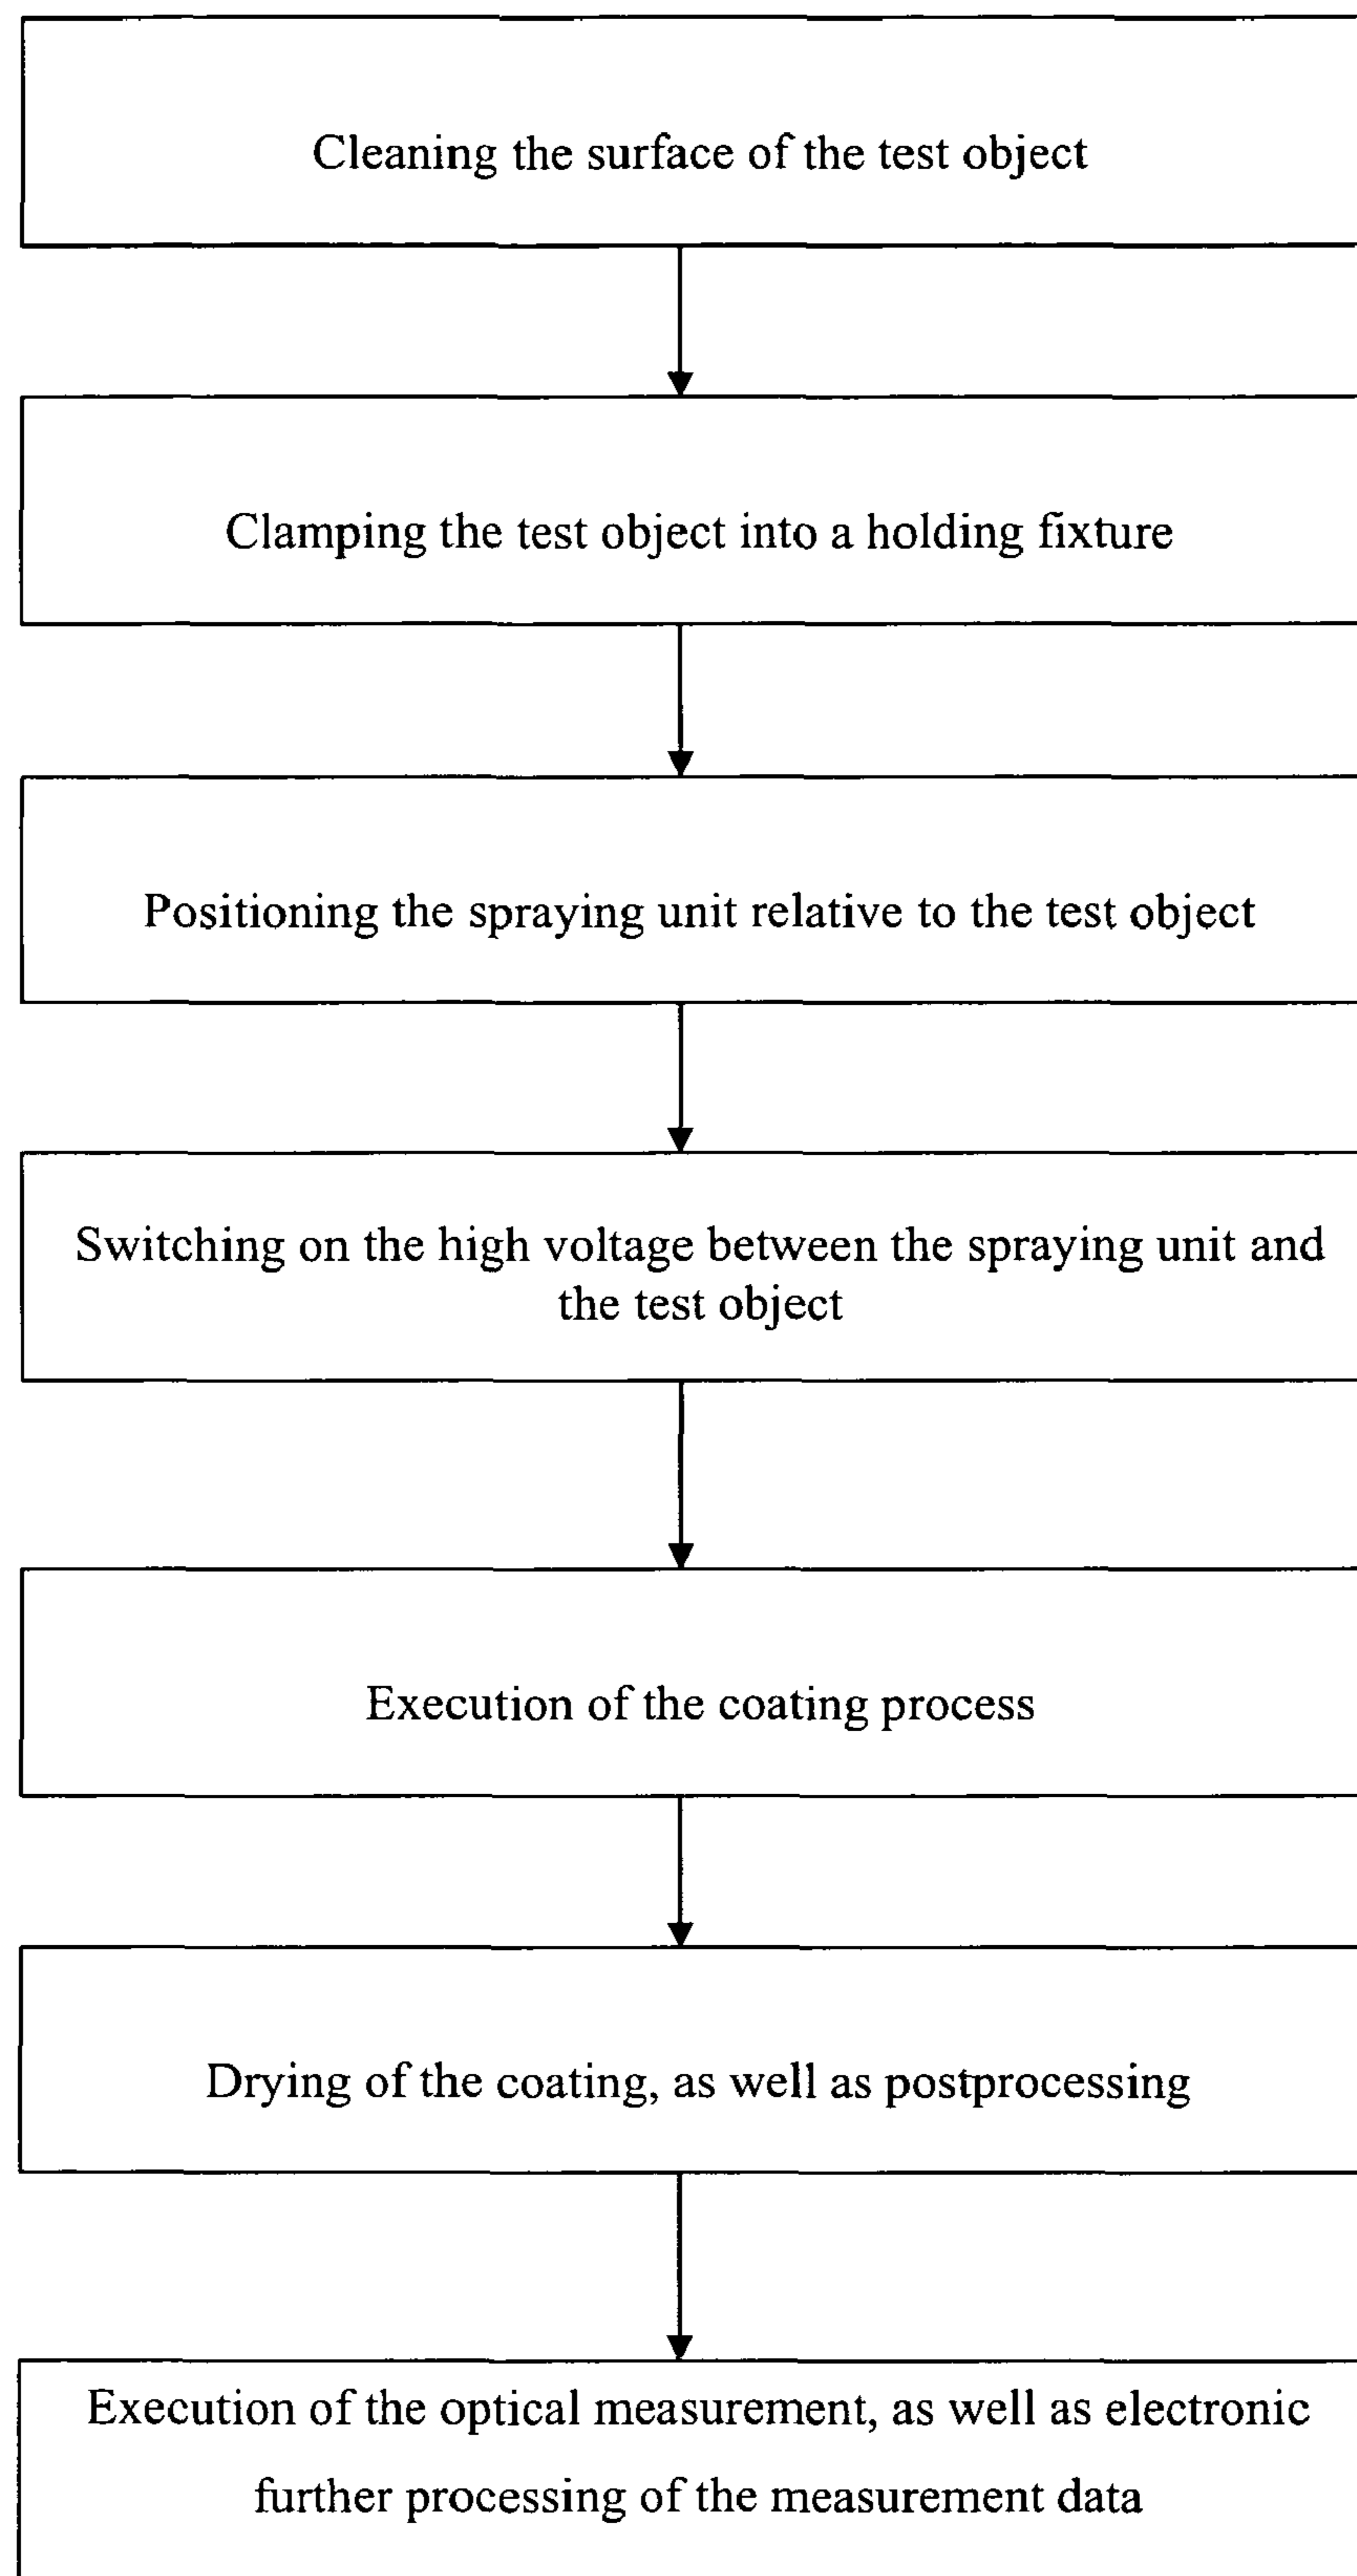 Cleaning the surface of the test object
Clamping the test object into a holding fixture
Positioning the spraying unit relative to the test object
Switching on the high voltage between the spraying unit and
the test object
Execution of the coating process
Drying of the coating, as well as postprocessing
Execution of the optical measurement, as well as electronic
further processing of the measurement data